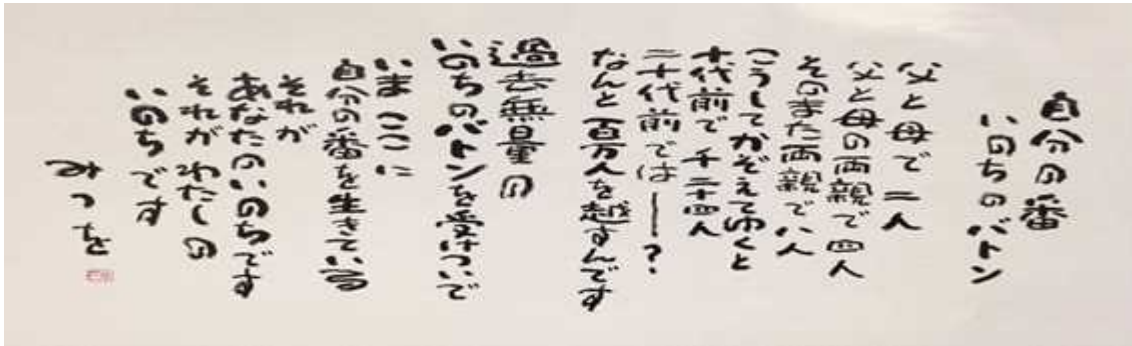 自分の番
いのちのバトン
父と母で二人
父と母の両親で四人
そのまた両親で八人
こうしてかぞえてゆくと
十代前で千二十四人
二十代前では―？
なんと百万人を越すんです
過去無量の
いのちのバトンを受けついで
いまここに
自分の番を生きている
それが
あなたのいのちです
それがわたしの
いのちです
みつを